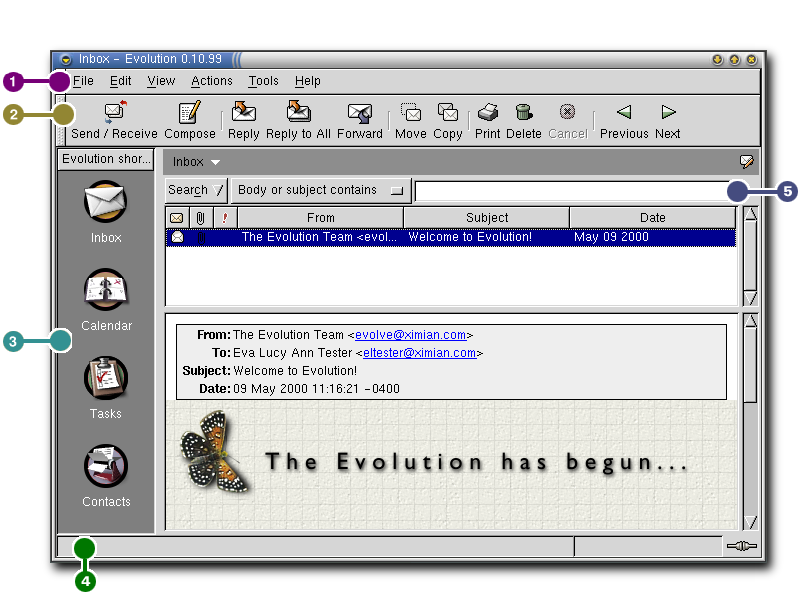 Inbox – Evolution 0.10.99
1 File Edit View Actions Tools Help
2 Send / Receive Compose Reply Reply to All Forward Move Copy Print Delete Cancel Previous Next
Evolution shor...
Inbox
Search Body or subject contains 5
! From Subject Date
The Evolution Team <evol... Welcome to Evolution! May 09 2000
Inbox
Calendar
Tasks
Contacts
3
From: The Evolution Team <evolve@ximian.com>
To: Eva Lucy Ann Tester <eltester@ximian.com>
Subject: Welcome to Evolution!
Date: 09 May 2000 11:16:21 -0400
The Evolution has begun...
4